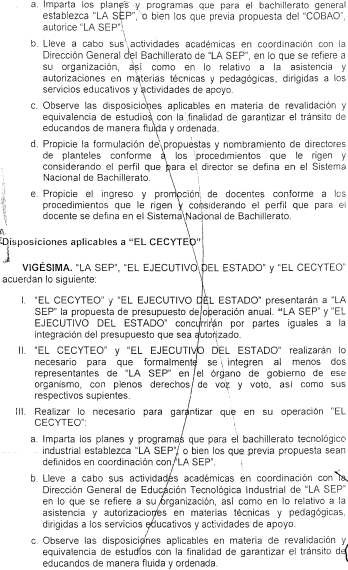 a. Imparta los planes y programas que para el bachillerato general
establezca "LA SEP", o bien los que previa propuesta del "COBAO",
autorice "LA SEP"
b. Lleve a cabo sus actividades académicas en coordinación con la
Dirección General del Bachillerato de "LA SEP", en lo que se refiere a
su organización, así como en lo relativo a la asistencia y
autorizaciones en materias técnicas y pedagógicas, dirigidas a los
servicios educativos y actividades de apoyo.
c. Observe las disposiciones aplicables en materia de revalidación y
equivalencia de estudios con la finalidad de garantizar el tránsito de
educandos de manera fluida y ordenada.
d. Propicie la formulación de propuestas y nombramiento de directores
de planteles conforme a los procedimientos que le rigen y
considerando el perfil que para el director se defina en el Sistema
Nacional de Bachillerato.
e. Propicie el ingreso y promoción de docentes conforme a los
procedimientos que le rigen y considerando el perfil que para el
docente se defina en el Sistema Nacional de Bachillerato.
Disposiciones aplicables a "EL CECYTEO"
VIGÉSIMA. "LA SEP", "EL EJECUTIVO DEL ESTADO" y "EL CECYTEO"
acuerdan lo siguiente:
I. "EL CECYTEO" y "EL EJECUTIVO DEL ESTADO" presentarán a "LA
SEP" la propuesta de presupuesto de operación anual. "LA SEP" y "EL
EJECUTIVO DEL ESTADO" concurrirán por partes iguales a la
integración del presupuesto que sea autorizado.
II. "EL CECYTEO" y "EL EJECUTIVO DEL ESTADO" realizarán lo
necesario para que formalmente se integren al menos dos
representantes de "LA SEP" en el órgano de gobierno de ese
organismo, con plenos derechos de voz y voto, así como sus
respectivos suplentes.
III. Realizar lo necesario para garantizar que en su operación "EL
CECYTEO":
a. Imparta los planes y programas que para el bachillerato tecnológico
industrial establezca "LA SEP", o bien los que previa propuesta sean
definidos en coordinación con "LA SEP".
b. Lleve a cabo sus actividades académicas en coordinación con la
Dirección General de Educación Tecnológica Industrial de "LA SEP"
en lo que se refiere a su organización, así como en lo relativo a la
asistencia y autorizaciones en materias técnicas y pedagógicas,
dirigidas a los servicios educativos y actividades de apoyo.
c. Observe las disposiciones aplicables en materia de revalidación y
equivalencia de estudios con la finalidad de garantizar el tránsito de
educandos de manera fluida y ordenada.